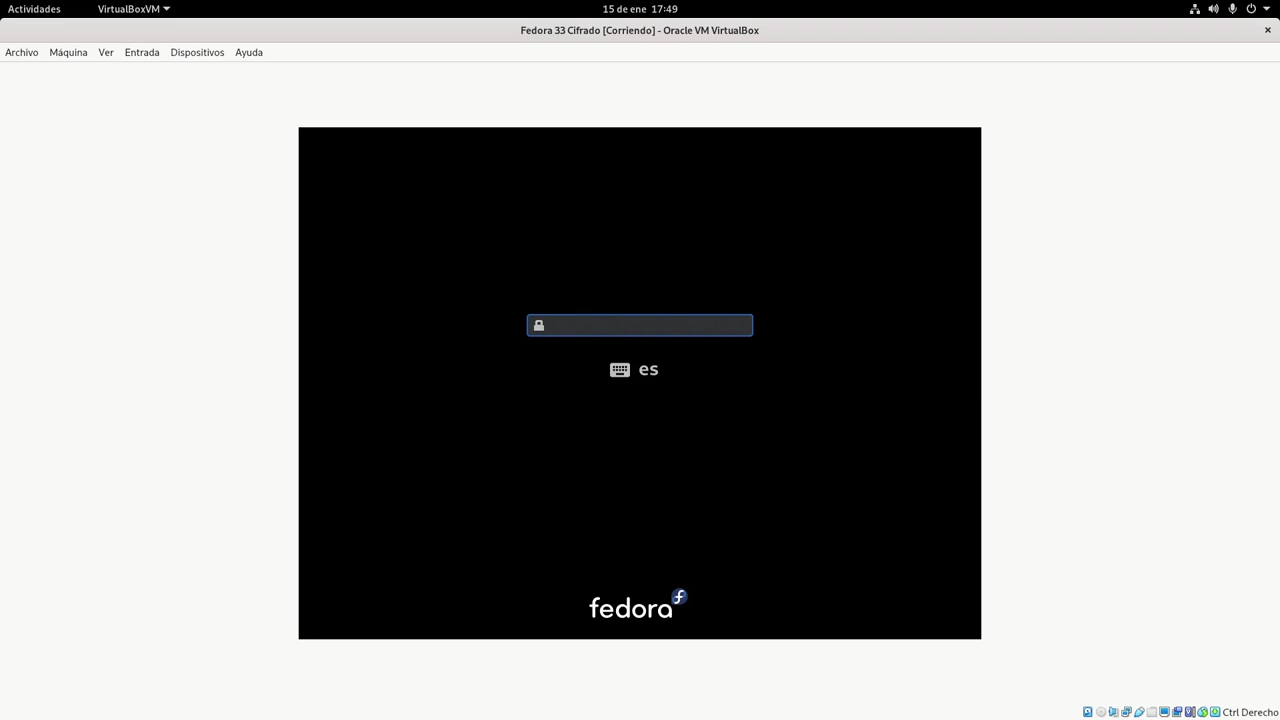 Actividades VirtualBoxVM 15 de ene 17:49
Fedora 33 Cifrado [Corriendo] - Oracle VM VirtualBox
Archivo Máquina Ver Entrada Dispositivos Ayuda
es
fedora
Ctrl Derecho